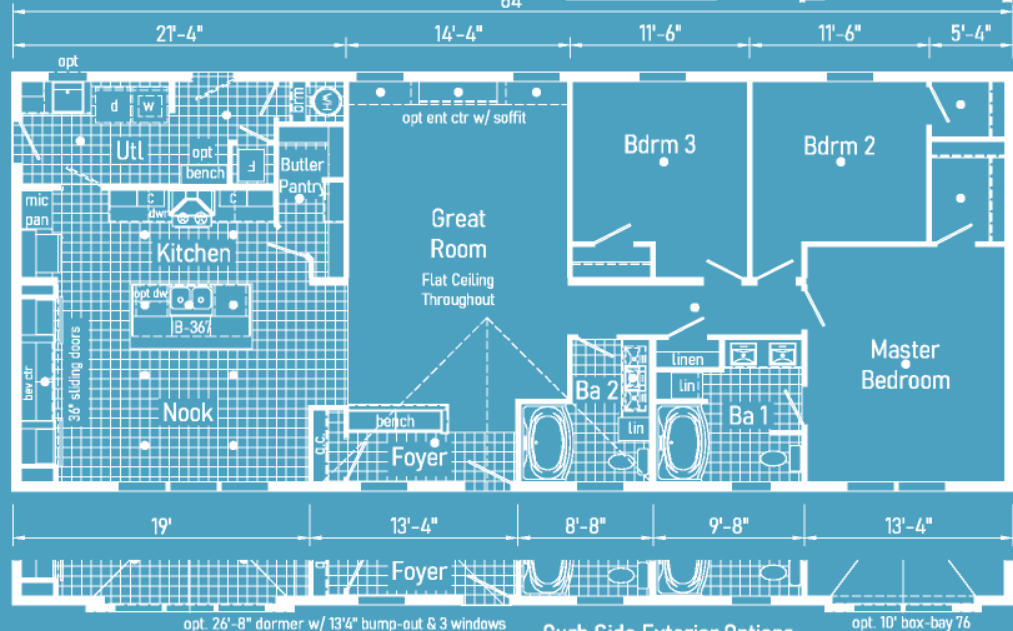 64'
21'-4"
14'-4"
11'-6"
11'-6"
5'-4"
opt
d
w
brm
WH
opt ent ctr w/ soffit
Utl
opt
bench
F
Butler
Pantry
Bdrm 3
Bdrm 2
mic
pan
C
dwr
C
Kitchen
Great
Room
Flat Ceiling
Throughout
opt dw
B-36"
bev ctr
36" sliding doors
Nook
bench
Foyer
Ba 2
lin
linen
lin
Ba 1
Master
Bedroom
19'
13'-4"
8'-8"
9'-8"
13'-4"
Foyer
opt. 26'-8" dormer w/ 13'4" bump-out & 3 windows
opt. 10' box-bay 76